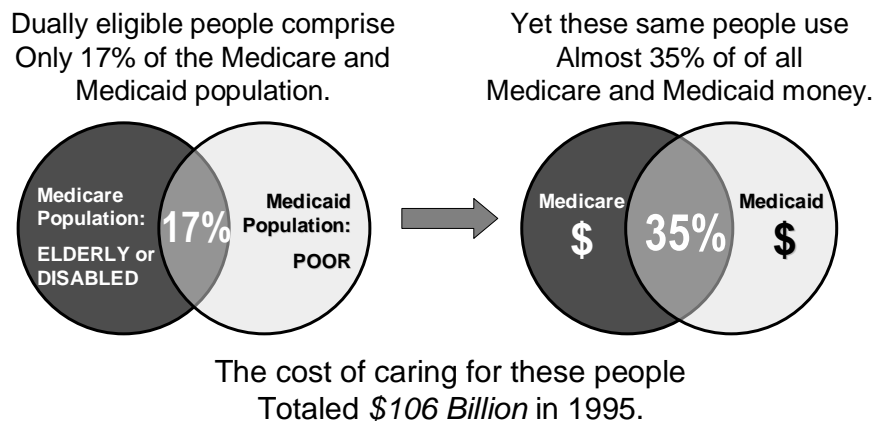 Dually eligible people comprise
Only 17% of the Medicare and
Medicaid population.
Yet these same people use
Almost 35% of of all
Medicare and Medicaid money.
Medicare
Population:
ELDERLY or
DISABLED
17%
Medicaid
Population:
POOR
Medicare
$
35%
Medicaid
$
The cost of caring for these people
Totaled $106 Billion in 1995.